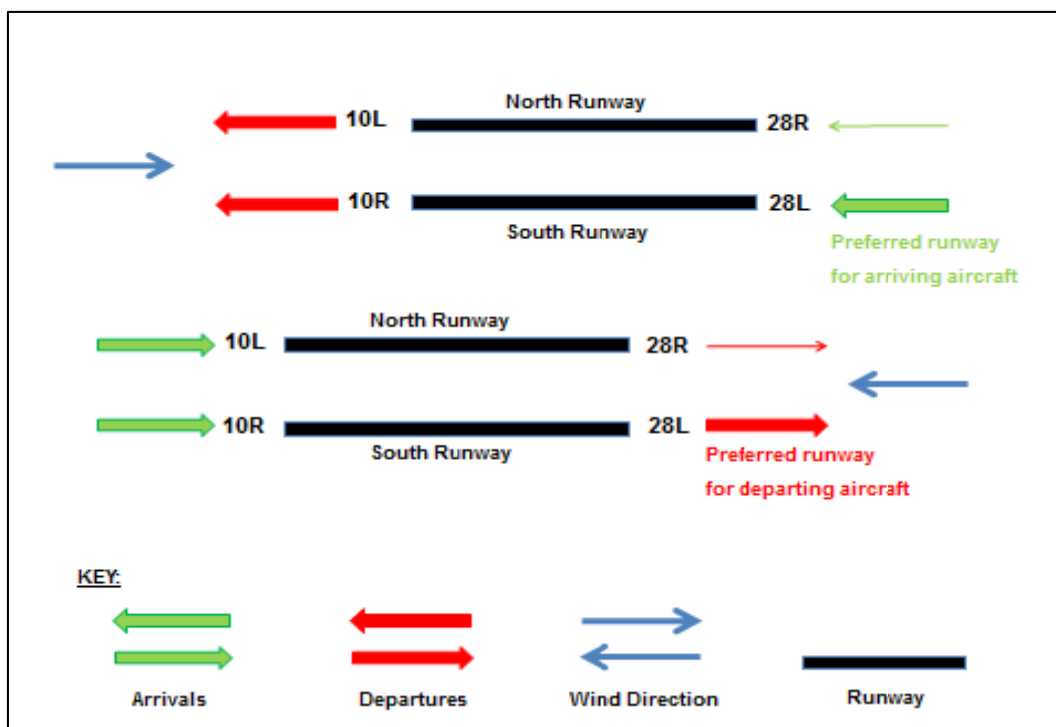 North Runway
10L
28R
10R
28L
South Runway
Preferred runway
for arriving aircraft
North Runway
10L
28R
10R
28L
South Runway
Preferred runway
for departing aircraft
KEY:
Arrivals
Departures
Wind Direction
Runway